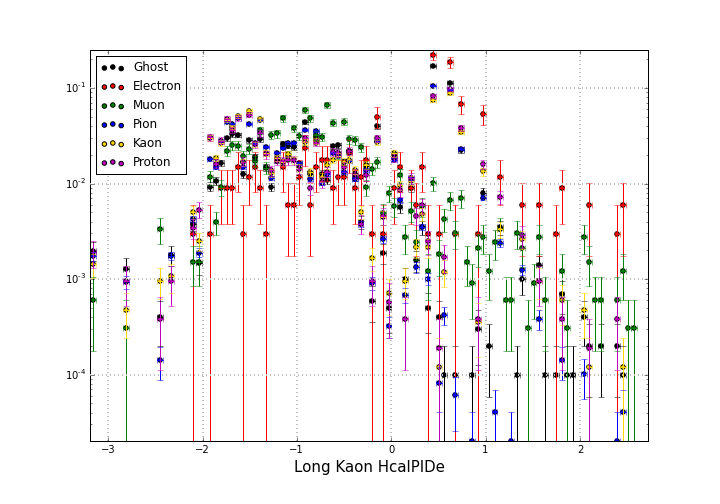 Ghost
Electron
Muon
Pion
Kaon
Proton
10⁻¹
10⁻²
10⁻³
10⁻⁴
−3 −2 −1 0 1 2
Long Kaon HcalPIDe